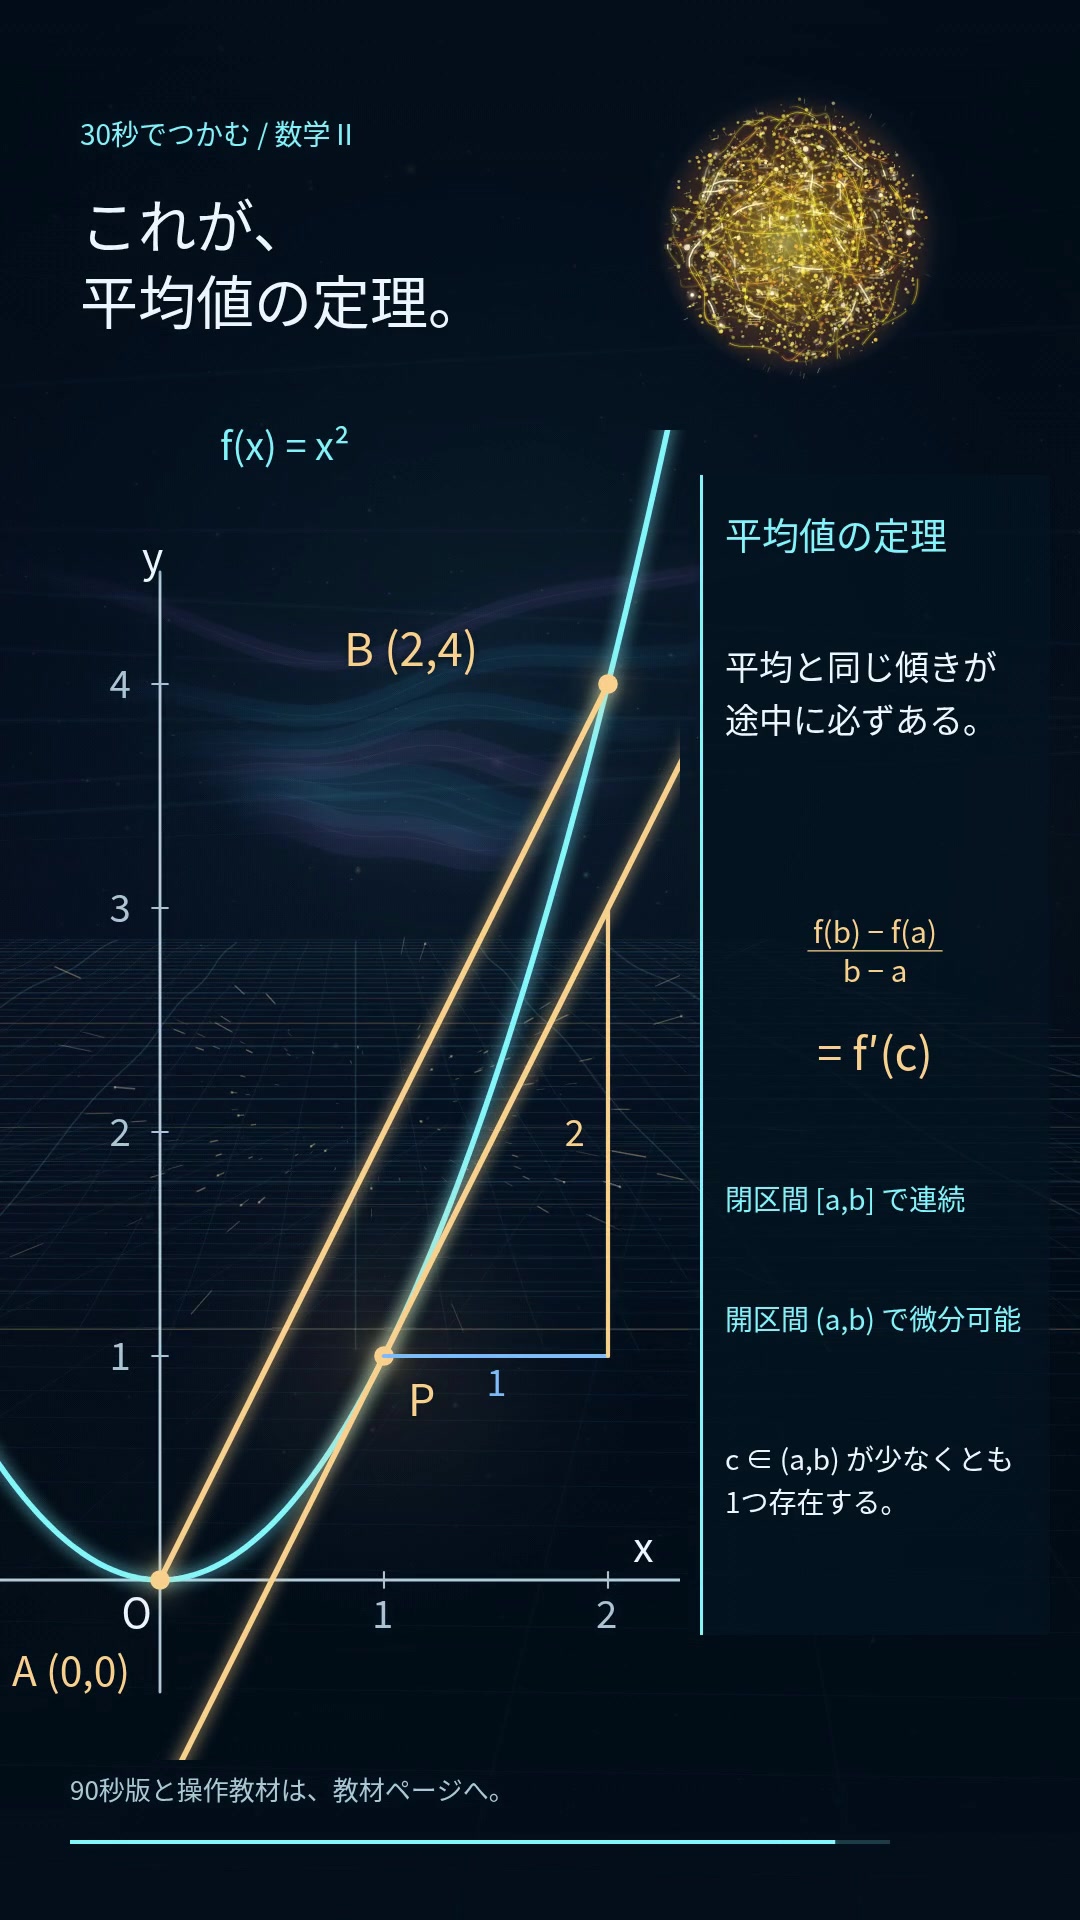 30秒でつかむ / 数学 II
これが、
平均値の定理。
f(x) = x²
y
B (2,4)
4
3
2
1
2
1
P
x
O
1
2
A (0,0)
平均値の定理
平均と同じ傾きが
途中に必ずある。
f(b) − f(a)
b − a
= f′(c)
閉区間 [a,b] で連続
開区間 (a,b) で微分可能
c ∈ (a,b) が少なくとも
1つ存在する。
90秒版と操作教材は、教材ページへ。